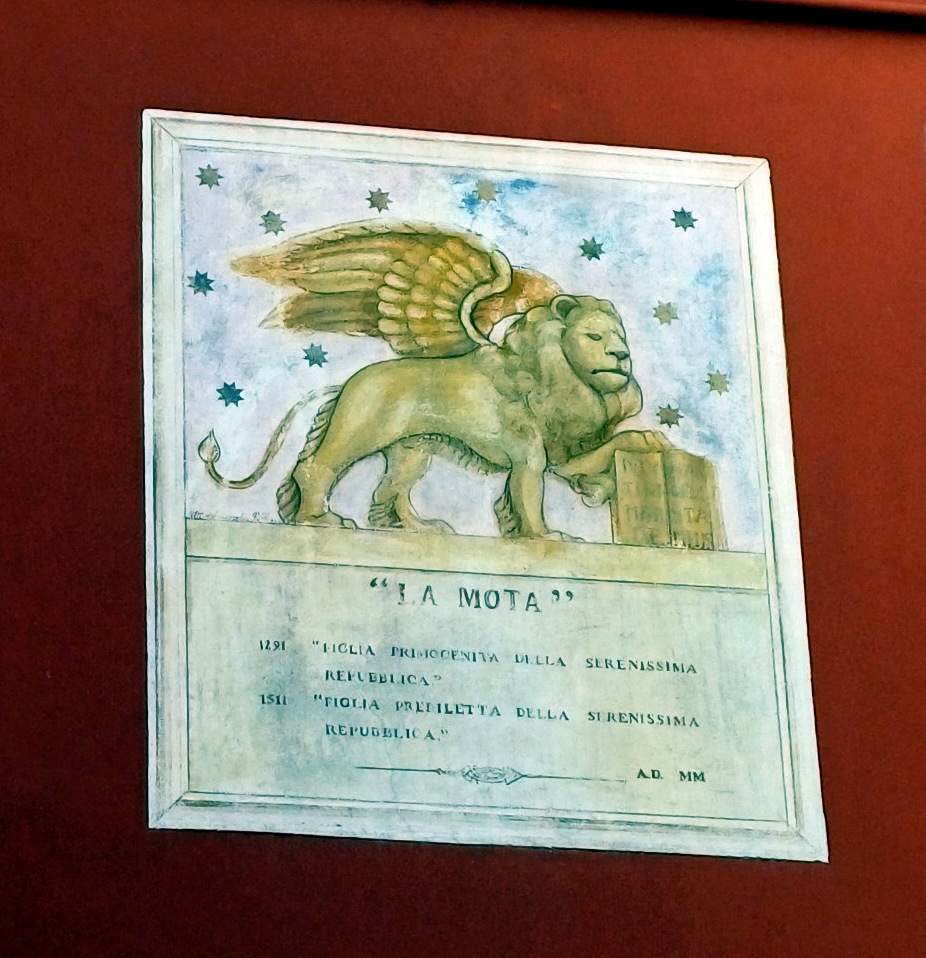 “LA MOTA”
1291 “FIGLIA PRIMOGENITA DELLA SERENISSIMA
REPUBBLICA.”
1511 “FIGLIA PREDILETTA DELLA SERENISSIMA
REPUBBLICA.”
A.D. MM